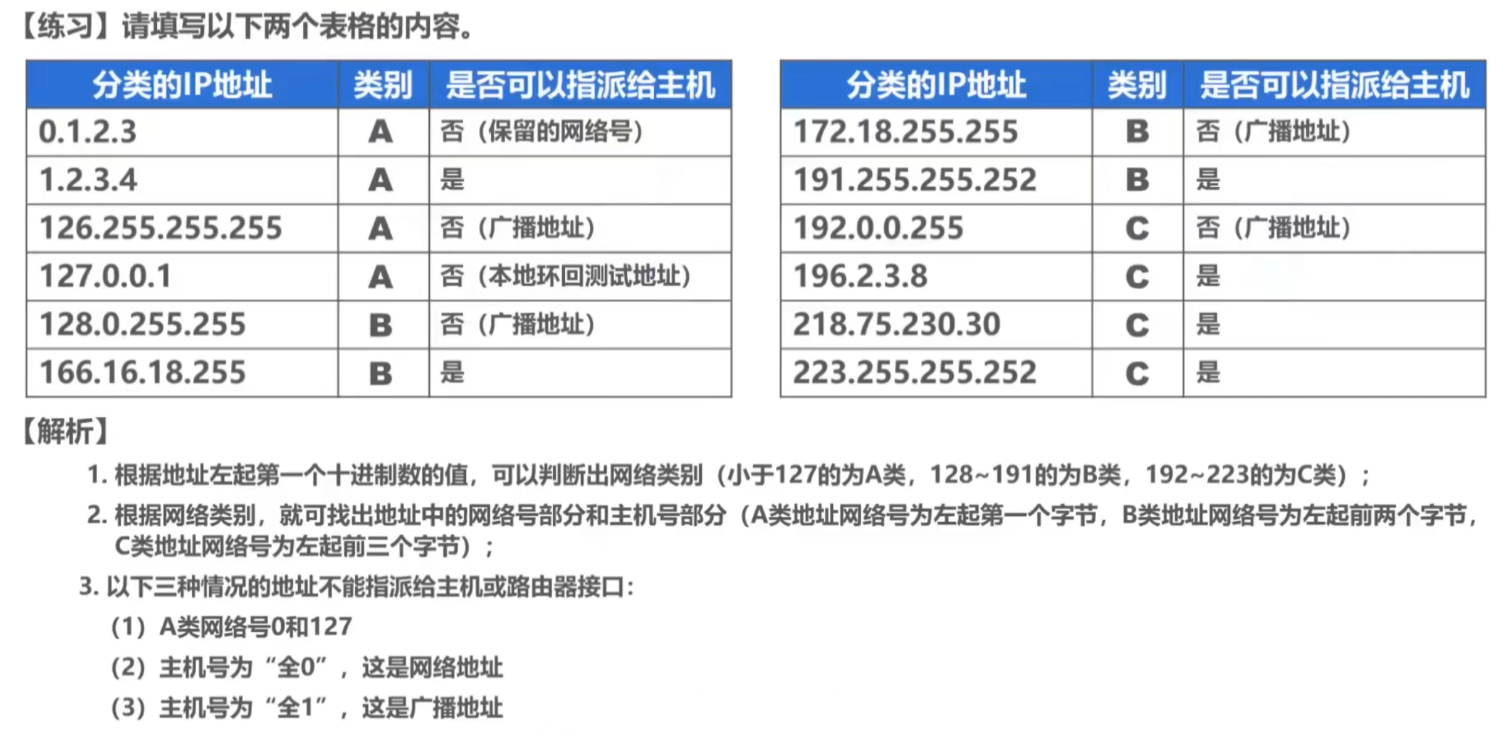 【练习】请填写以下两个表格的内容。
分类的IP地址 类别 是否可以指派给主机
0.1.2.3 A 否（保留的网络号）
1.2.3.4 A 是
126.255.255.255 A 否（广播地址）
127.0.0.1 A 否（本地环回测试地址）
128.0.255.255 B 否（广播地址）
166.16.18.255 B 是
分类的IP地址 类别 是否可以指派给主机
172.18.255.255 B 否（广播地址）
191.255.255.252 B 是
192.0.0.255 C 否（广播地址）
196.2.3.8 C 是
218.75.230.30 C 是
223.255.255.252 C 是
【解析】
1. 根据地址左起第一个十进制数的值，可以判断出网络类别（小于127的为A类，128~191的为B类，192~223的为C类）；
2. 根据网络类别，就可找出地址中的网络号部分和主机号部分（A类地址网络号为左起第一个字节，B类地址网络号为左起前两个字节，
C类地址网络号为左起前三个字节）；
3. 以下三种情况的地址不能指派给主机或路由器接口：
（1）A类网络号0和127
（2）主机号为“全0”，这是网络地址
（3）主机号为“全1”，这是广播地址